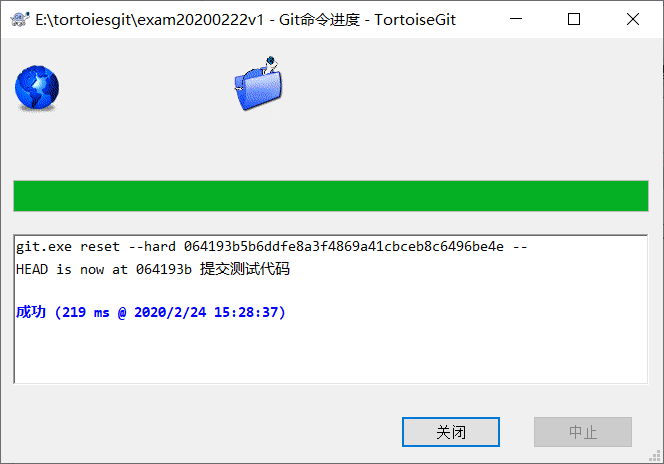 E:\tortoiesgit\exam20200222v1 - Git命令进度 - TortoiseGit
git.exe reset --hard 064193b5b6ddfe8a3f4869a41cbceb8c6496be4e --
HEAD is now at 064193b 提交测试代码
成功 (219 ms @ 2020/2/24 15:28:37)
关闭
中止